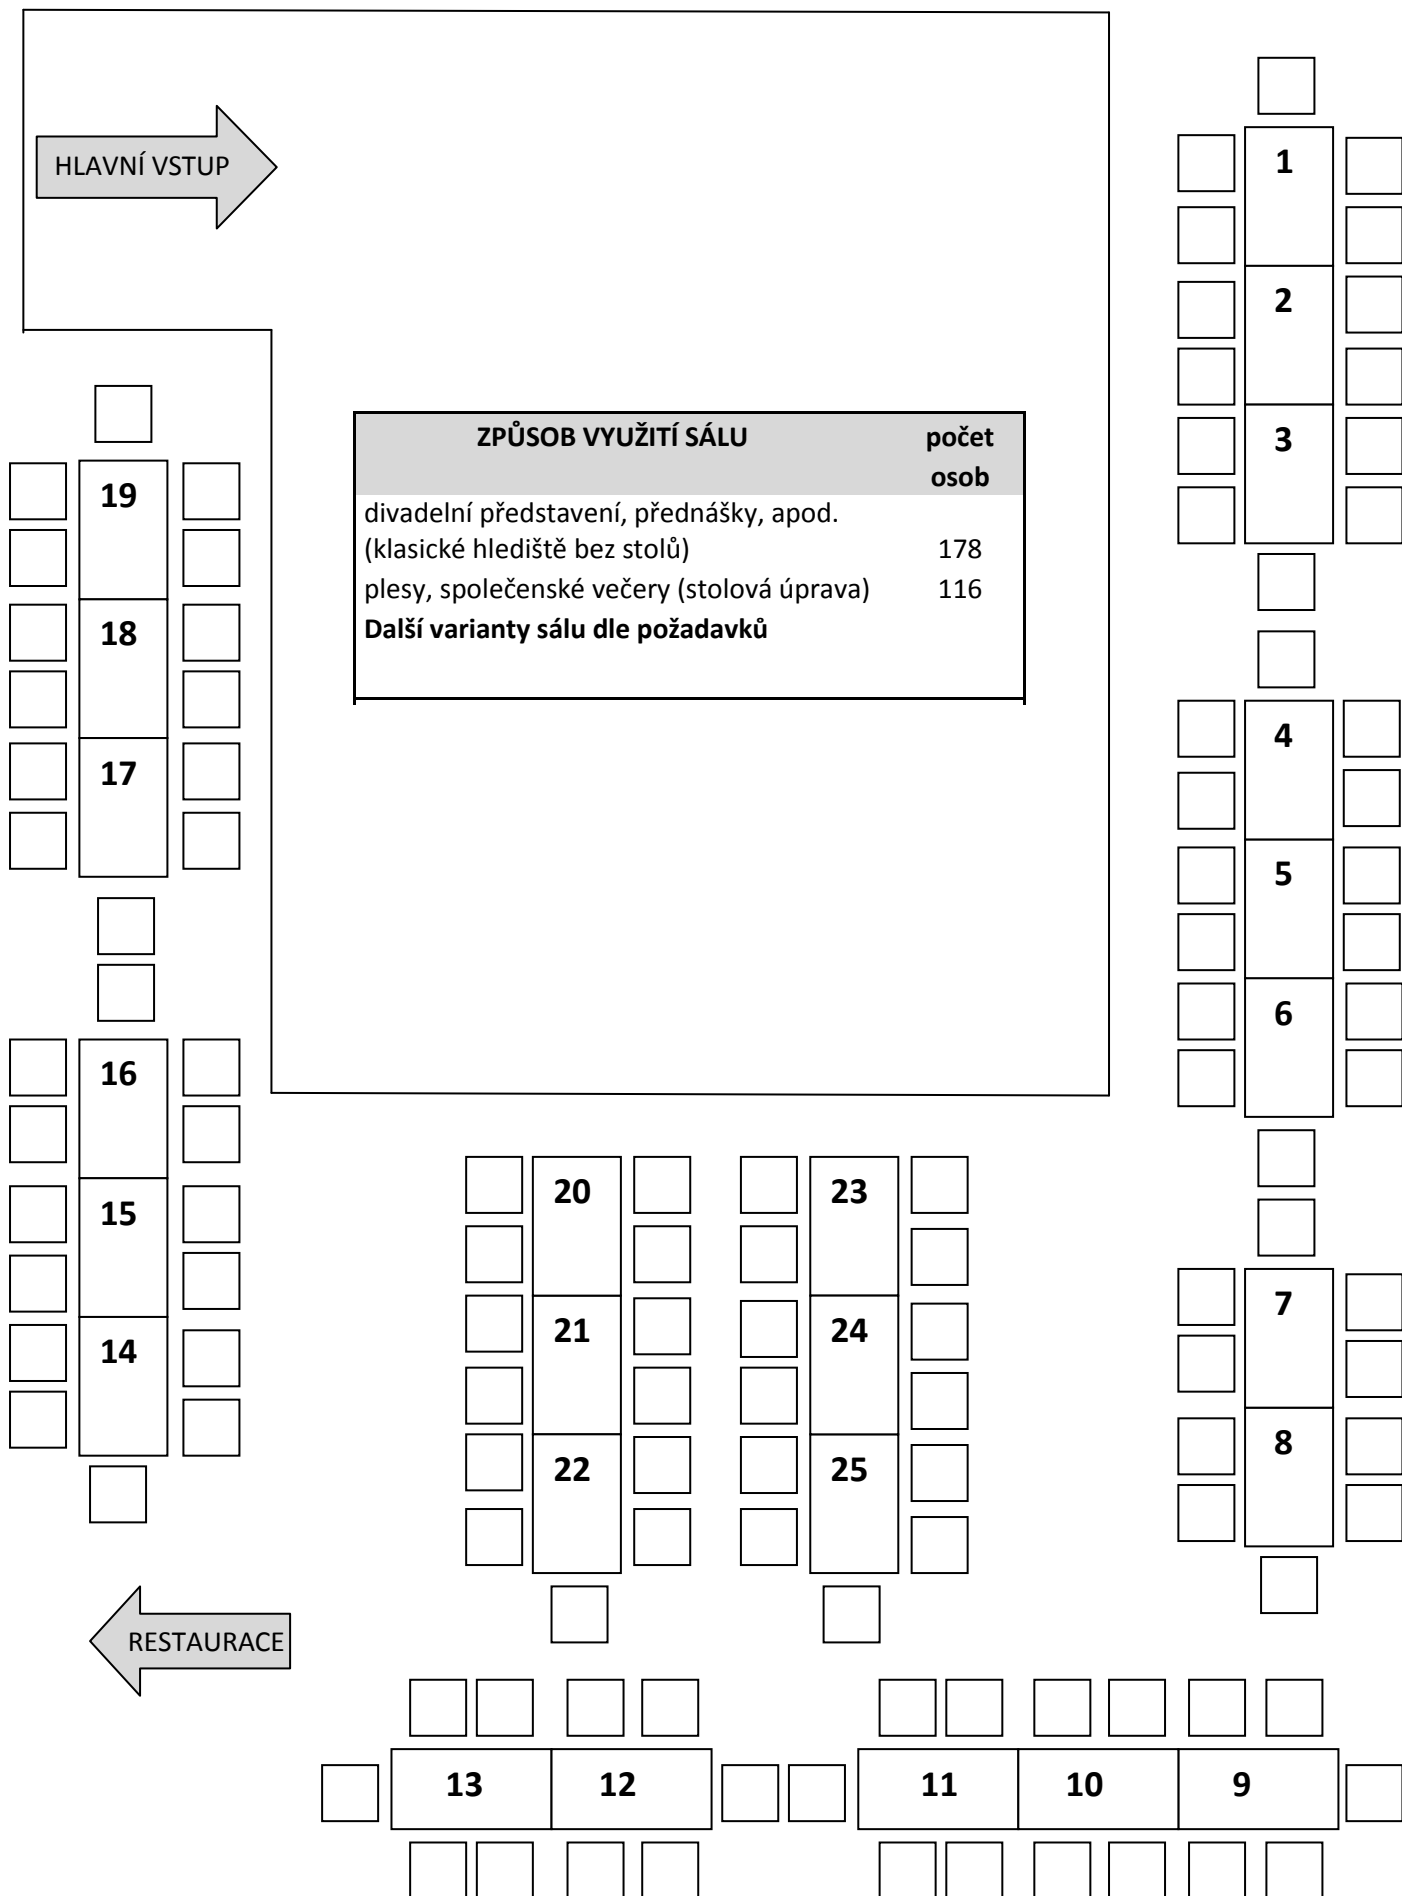 HLAVNÍ VSTUP
1
2
3
ZPŮSOB VYUŽITÍ SÁLU počet
osob
divadelní představení, přednášky, apod.
(klasické hlediště bez stolů) 178
plesy, společenské večery (stolová úprava) 116
Další varianty sálu dle požadavků
19
18
17
4
5
6
16
15
14
20
21
22
23
24
25
7
8
RESTAURACE
13 12 11 10 9